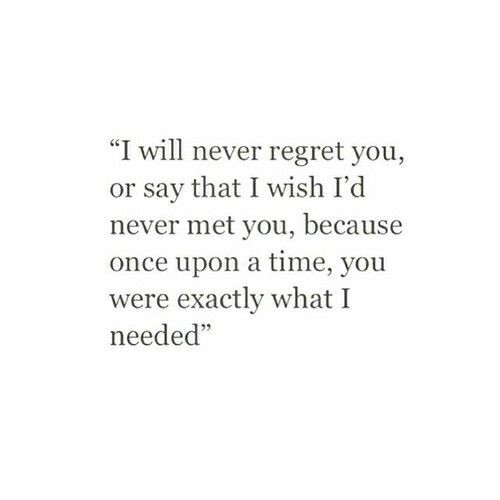 “I will never regret you,
or say that I wish I’d
never met you, because
once upon a time, you
were exactly what I
needed”